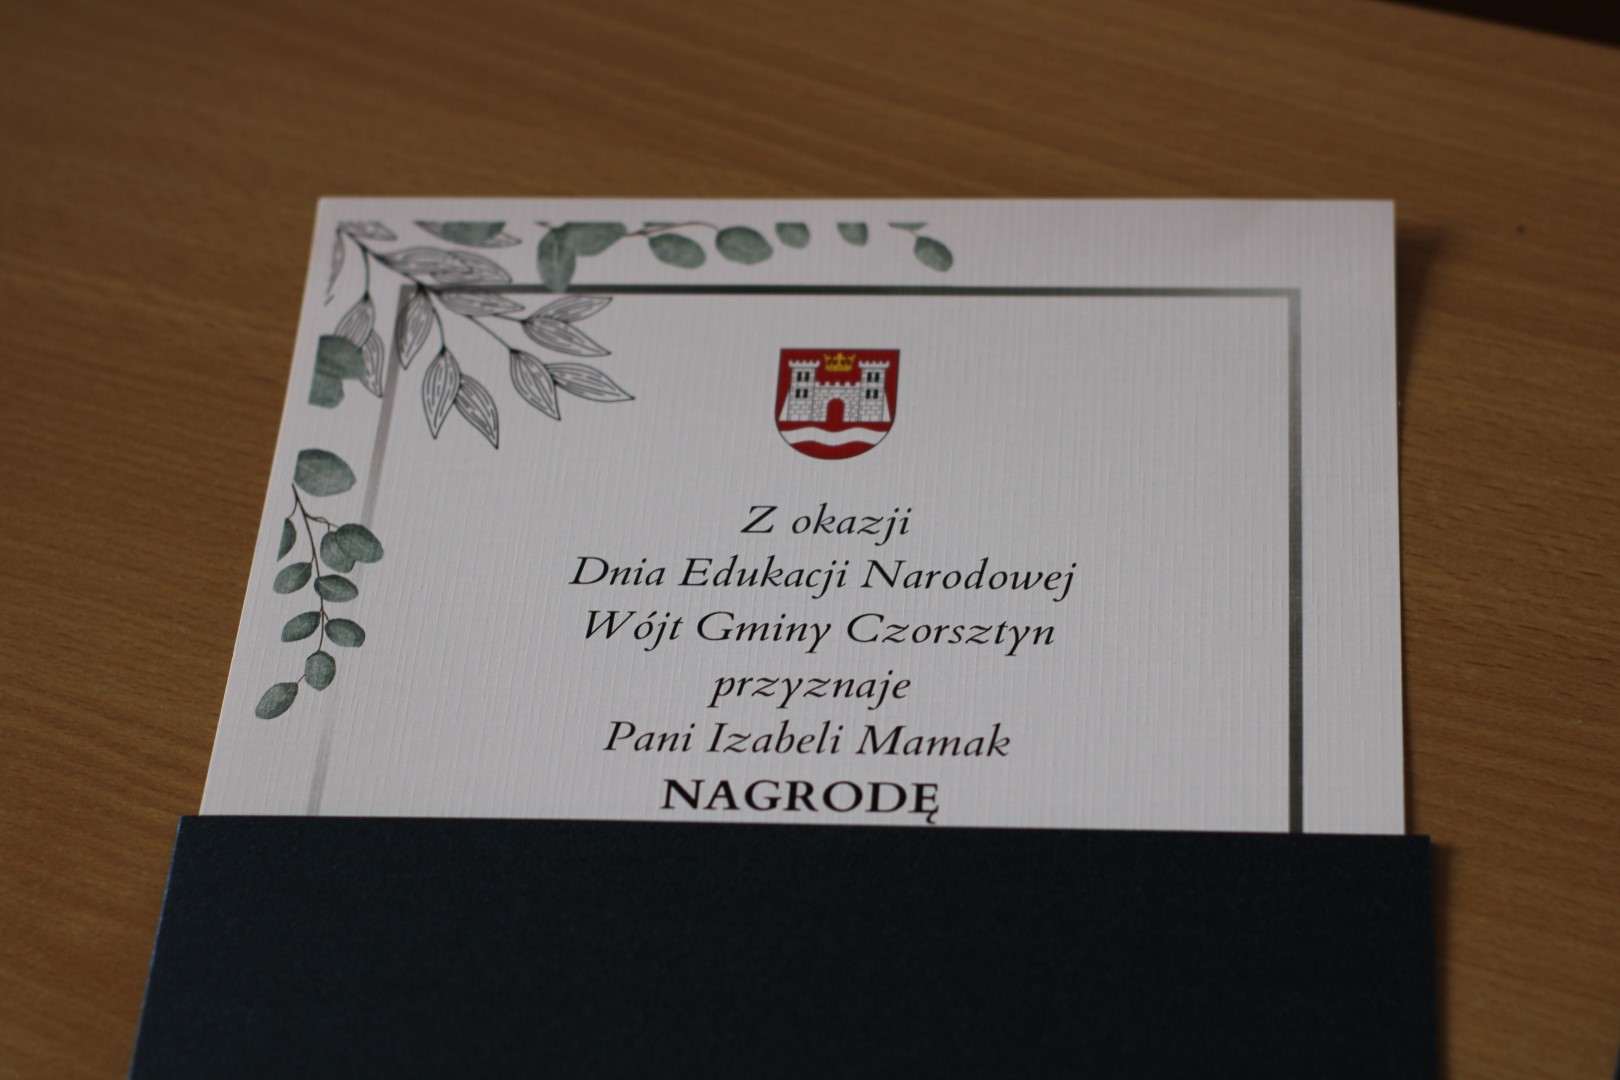 Z okazji
Dnia Edukacji Narodowej
Wójt Gminy Czorsztyn
przyznaje
Pani Izabeli Mamak
NAGRODĘ